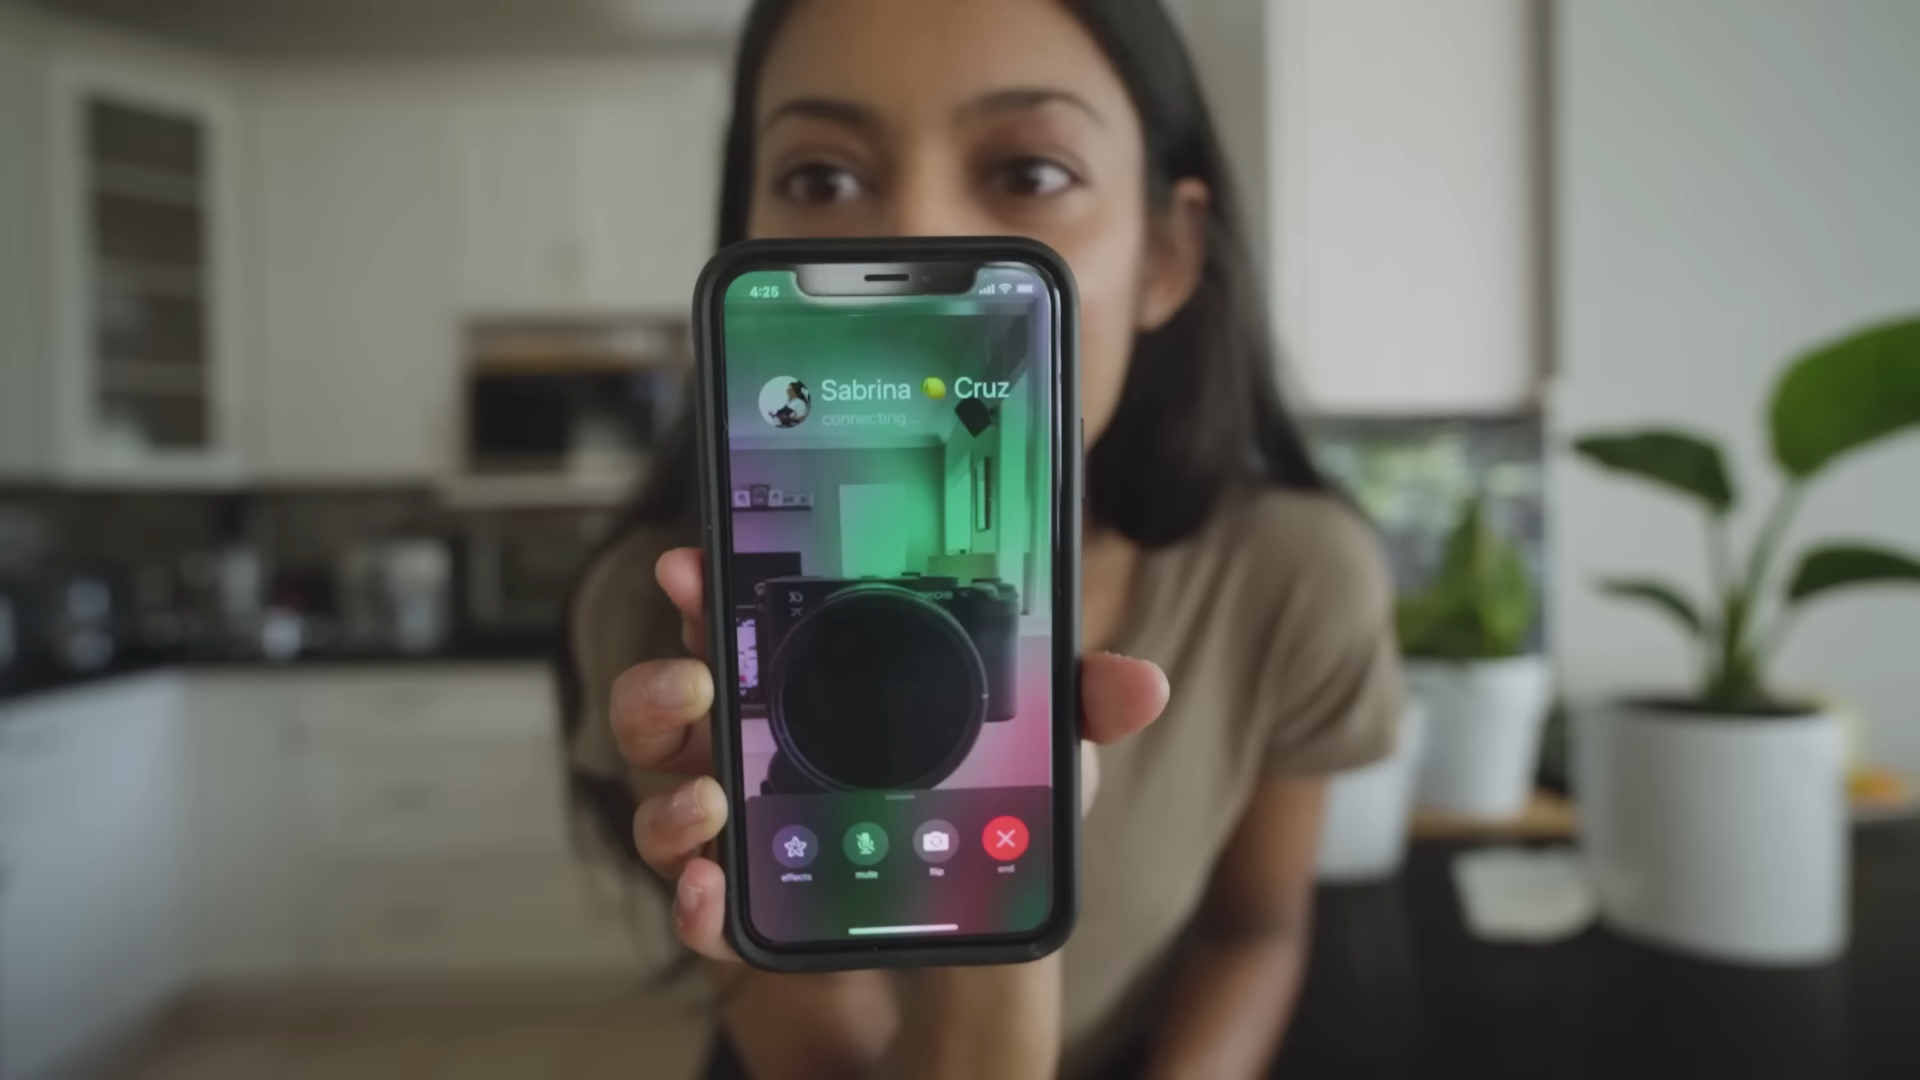 4:25
Sabrina 🍋 Cruz
connecting...
effects
mute
flip
end